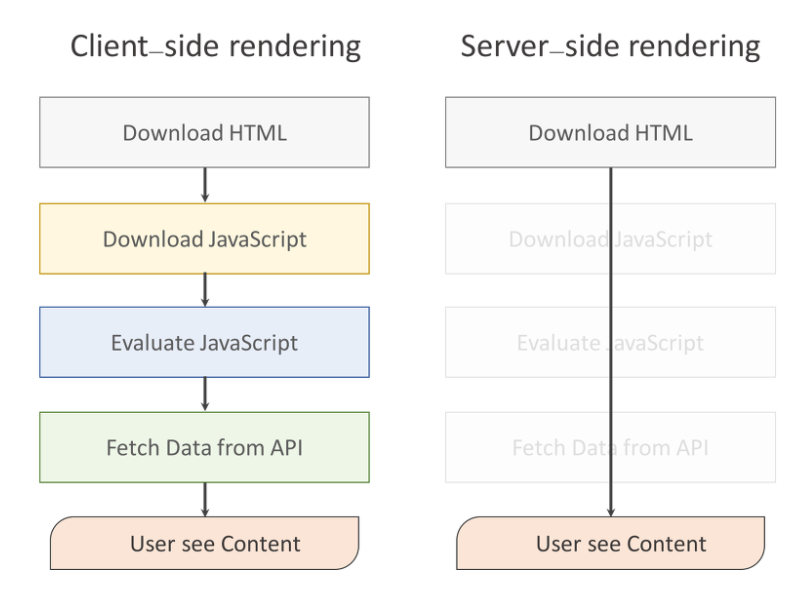 Client–side rendering
Download HTML
Download JavaScript
Evaluate JavaScript
Fetch Data from API
User see Content
Server–side rendering
Download HTML
Download JavaScript
Evaluate JavaScript
Fetch Data from API
User see Content